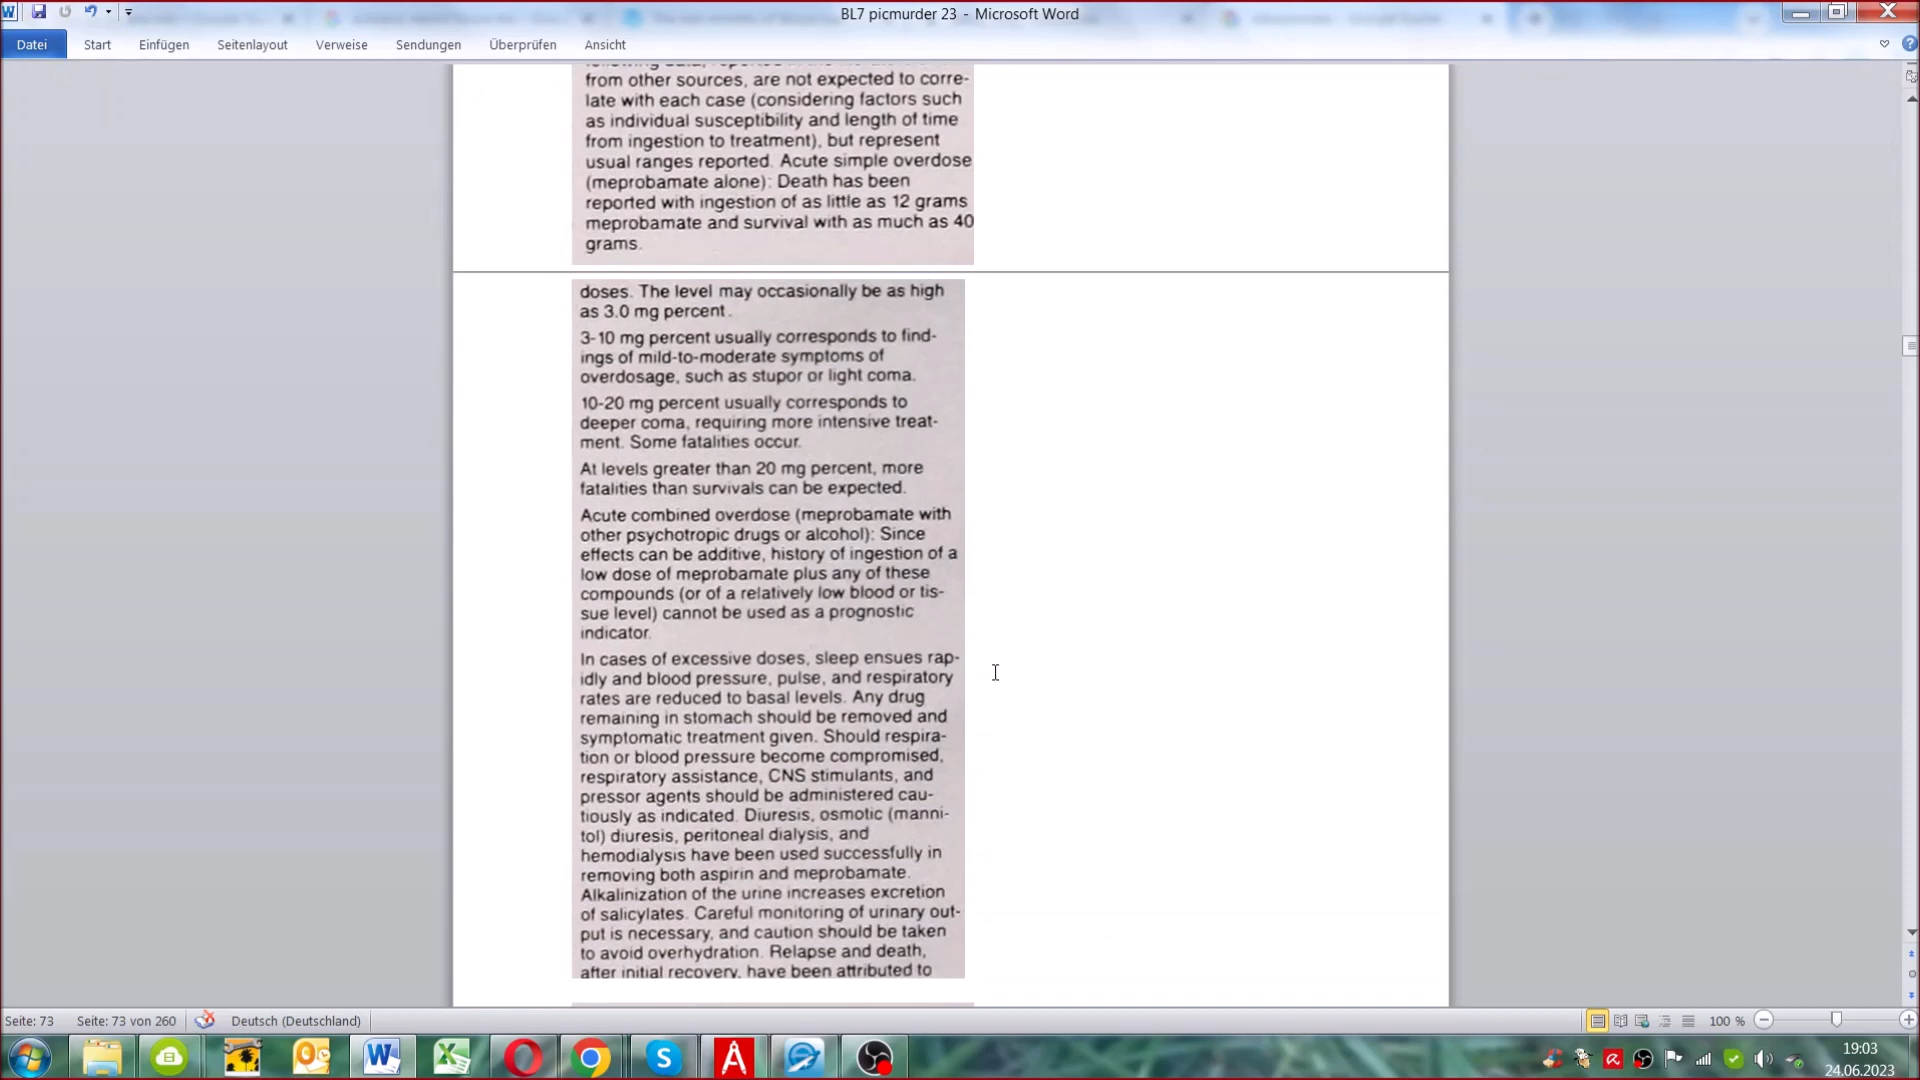 BL7 picmurder 23 - Microsoft Word
Datei Start Einfügen Seitenlayout Verweise Sendungen Überprüfen Ansicht
from other sources, are not expected to corre-
late with each case (considering factors such
as individual susceptibility and length of time
from ingestion to treatment), but represent
usual ranges reported. Acute simple overdose
(meprobamate alone): Death has been
reported with ingestion of as little as 12 grams
meprobamate and survival with as much as 40
grams.
doses. The level may occasionally be as high
as 3.0 mg percent.
3-10 mg percent usually corresponds to find-
ings of mild-to-moderate symptoms of
overdosage, such as stupor or light coma.
10-20 mg percent usually corresponds to
deeper coma, requiring more intensive treat-
ment. Some fatalities occur.
At levels greater than 20 mg percent, more
fatalities than survivals can be expected.
Acute combined overdose (meprobamate with
other psychotropic drugs or alcohol): Since
effects can be additive, history of ingestion of a
low dose of meprobamate plus any of these
compounds (or of a relatively low blood or tis-
sue level) cannot be used as a prognostic
indicator.
In cases of excessive doses, sleep ensues rap-
idly and blood pressure, pulse, and respiratory
rates are reduced to basal levels. Any drug
remaining in stomach should be removed and
symptomatic treatment given. Should respira-
tion or blood pressure become compromised,
respiratory assistance, CNS stimulants, and
pressor agents should be administered cau-
tiously as indicated. Diuresis, osmotic (manni-
tol) diuresis, peritoneal dialysis, and
hemodialysis have been used successfully in
removing both aspirin and meprobamate.
Alkalinization of the urine increases excretion
of salicylates. Careful monitoring of urinary out-
put is necessary, and caution should be taken
to avoid overhydration. Relapse and death,
after initial recovery, have been attributed to
Seite: 73 Seite: 73 von 260 Deutsch (Deutschland) 100 %
19:03
24.06.2023